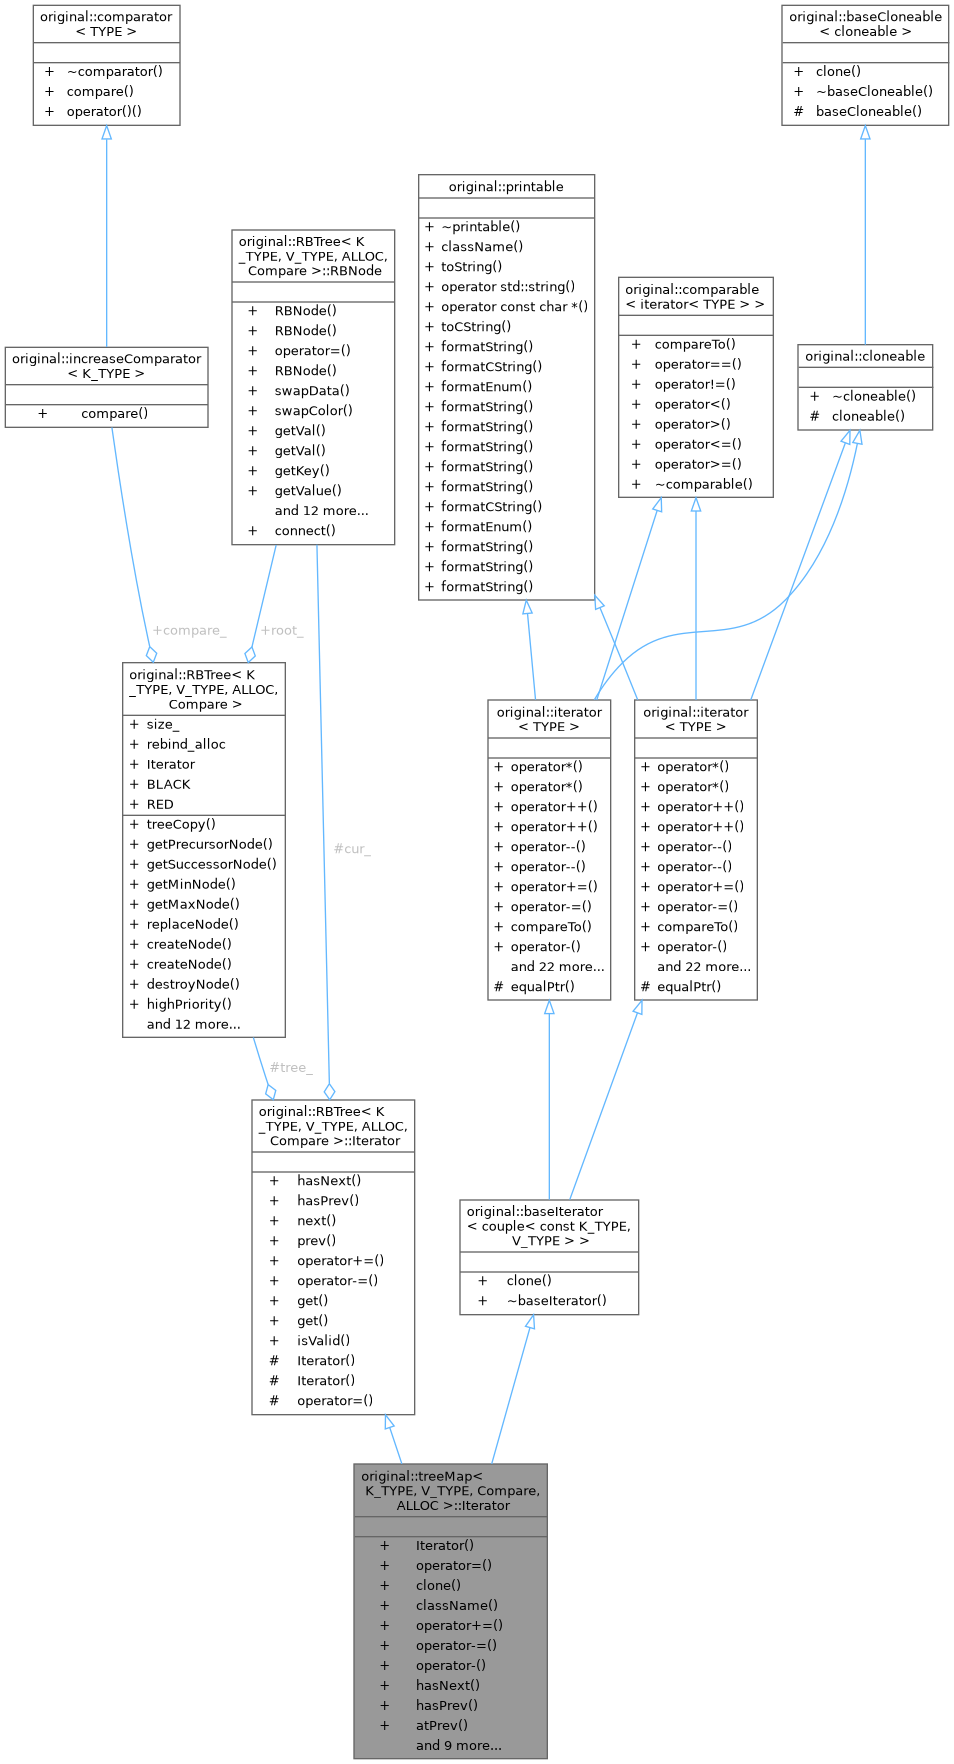 original::comparator
< TYPE >
+ ~comparator()
+ compare()
+ operator()()
original::baseCloneable
< cloneable >
+ clone()
+ ~baseCloneable()
# baseCloneable()
original::printable
+ ~printable()
+ className()
+ toString()
+ operator std::string()
+ operator const char *()
+ toCString()
+ formatString()
+ formatCString()
+ formatEnum()
+ formatString()
+ formatString()
+ formatString()
+ formatString()
+ formatString()
+ formatCString()
+ formatEnum()
+ formatString()
+ formatString()
+ formatString()
original::RBTree< K
_TYPE, V_TYPE, ALLOC,
Compare >::RBNode
+ RBNode()
+ RBNode()
+ operator=()
+ RBNode()
+ swapData()
+ swapColor()
+ getVal()
+ getVal()
+ getKey()
+ getValue()
and 12 more...
+ connect()
original::comparable
< iterator< TYPE > >
+ compareTo()
+ operator==()
+ operator!=()
+ operator<()
+ operator>()
+ operator<=()
+ operator>=()
+ ~comparable()
original::increaseComparator
< K_TYPE >
+ compare()
original::cloneable
+ ~cloneable()
# cloneable()
+compare_
+root_
original::RBTree< K
_TYPE, V_TYPE, ALLOC,
Compare >
+ size_
+ rebind_alloc
+ Iterator
+ BLACK
+ RED
+ treeCopy()
+ getPrecursorNode()
+ getSuccessorNode()
+ getMinNode()
+ getMaxNode()
+ replaceNode()
+ createNode()
+ createNode()
+ destroyNode()
+ highPriority()
and 12 more...
#cur_
original::iterator
< TYPE >
+ operator*()
+ operator*()
+ operator++()
+ operator++()
+ operator--()
+ operator--()
+ operator+=()
+ operator-=()
+ compareTo()
+ operator-()
and 22 more...
# equalPtr()
original::iterator
< TYPE >
+ operator*()
+ operator*()
+ operator++()
+ operator++()
+ operator--()
+ operator--()
+ operator+=()
+ operator-=()
+ compareTo()
+ operator-()
and 22 more...
# equalPtr()
#tree_
original::RBTree< K
_TYPE, V_TYPE, ALLOC,
Compare >::Iterator
+ hasNext()
+ hasPrev()
+ next()
+ prev()
+ operator+=()
+ operator-=()
+ get()
+ get()
+ isValid()
# Iterator()
# Iterator()
# operator=()
original::baseIterator
< couple< const K_TYPE,
V_TYPE > >
+ clone()
+ ~baseIterator()
original::treeMap<
K_TYPE, V_TYPE, Compare,
ALLOC >::Iterator
+ Iterator()
+ operator=()
+ clone()
+ className()
+ operator+=()
+ operator-=()
+ operator-()
+ hasNext()
+ hasPrev()
+ atPrev()
and 9 more...